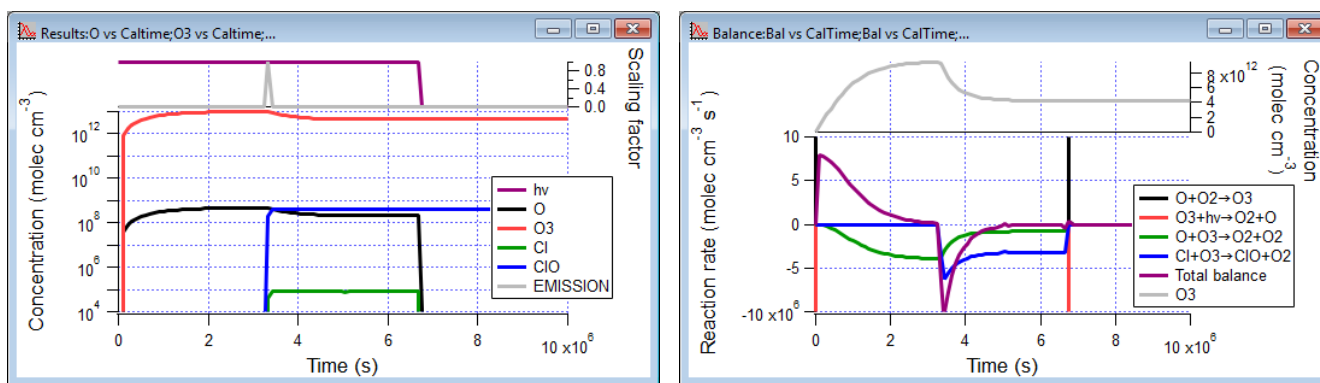 Results:O vs Caltime;O3 vs Caltime;...
Scaling factor
0.8
0.4
0.0
Concentration (molec cm-3)
10^12
10^10
10^8
10^6
10^4
hv
O
O3
Cl
ClO
EMISSION
0
2
4
6
8
10 x10^6
Time (s)
Balance:Bal vs CalTime;Bal vs CalTime;...
Concentration
(molec cm-3)
8 x10^12
4
0
Reaction rate (molec cm-3 s-1)
10
5
0
-5
-10 x10^6
O+O2→O3
O3+hv→O2+O
O+O3→O2+O2
Cl+O3→ClO+O2
Total balance
O3
0
2
4
6
8
10 x10^6
Time (s)